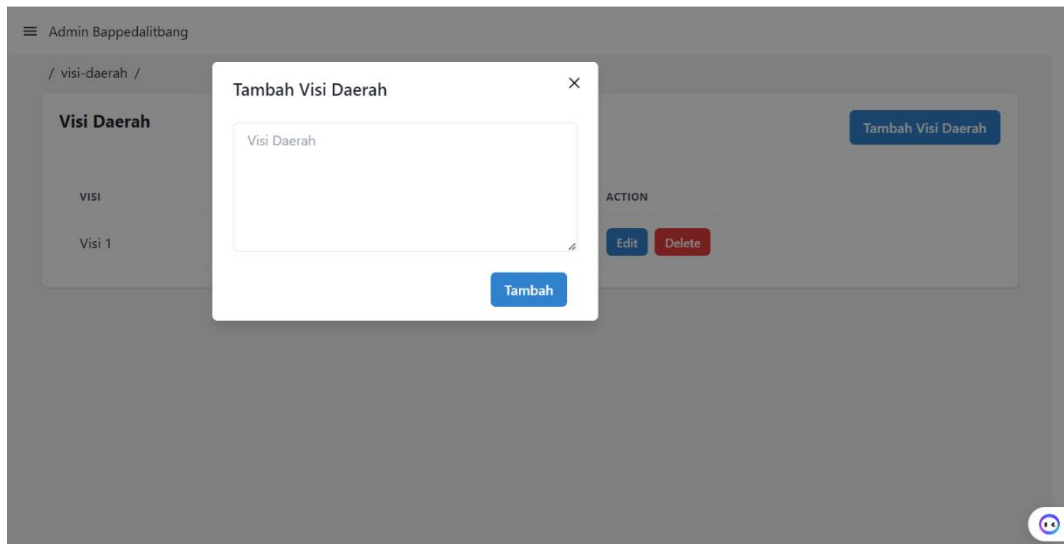 Admin Bappedalitbang
/ visi-daerah /
Tambah Visi Daerah
Visi Daerah
Visi Daerah
Tambah Visi Daerah
VISI
ACTION
Visi 1
Edit Delete
Tambah